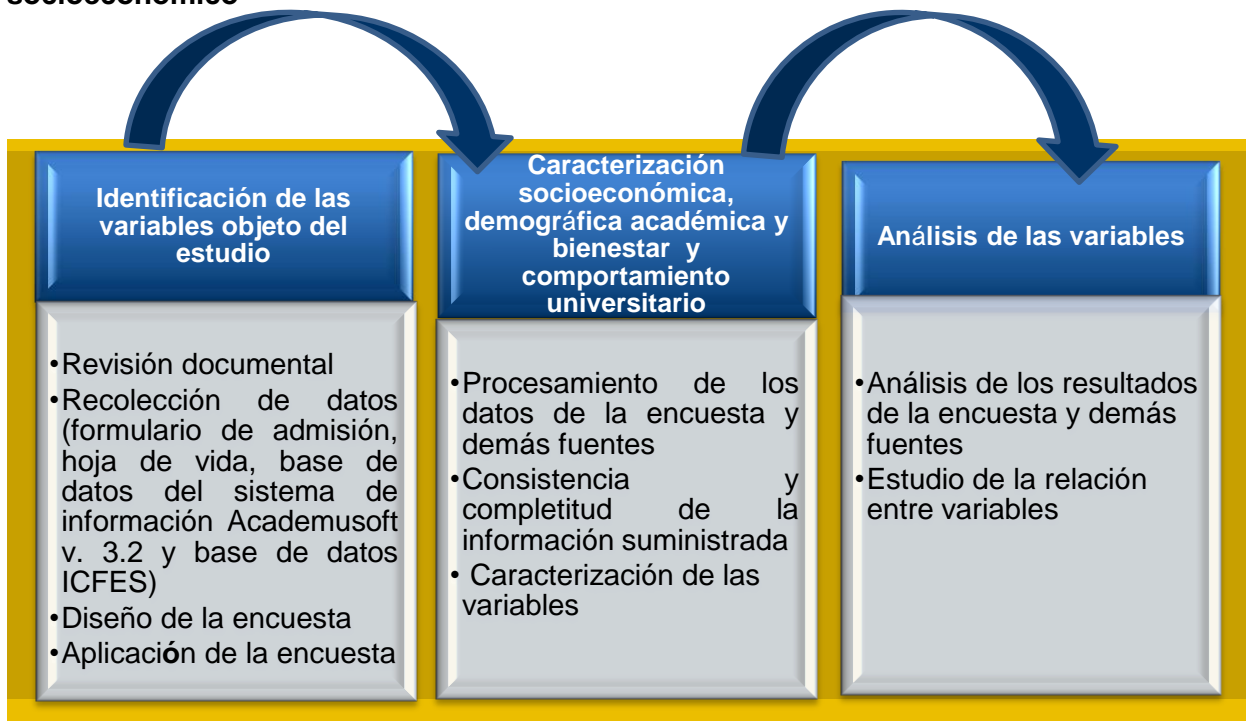 socioeconómico
Identificación de las
variables objeto del
estudio
•Revisión documental
•Recolección de datos
(formulario de admisión,
hoja de vida, base de
datos del sistema de
información Academusoft
v. 3.2 y base de datos
ICFES)
•Diseño de la encuesta
•Aplicación de la encuesta
Caracterización
socioeconómica,
demográfica académica y
bienestar y
comportamiento
universitario
•Procesamiento de los
datos de la encuesta y
demás fuentes
•Consistencia y
completitud de la
información suministrada
• Caracterización de las
variables
Análisis de las variables
•Análisis de los resultados
de la encuesta y demás
fuentes
•Estudio de la relación
entre variables